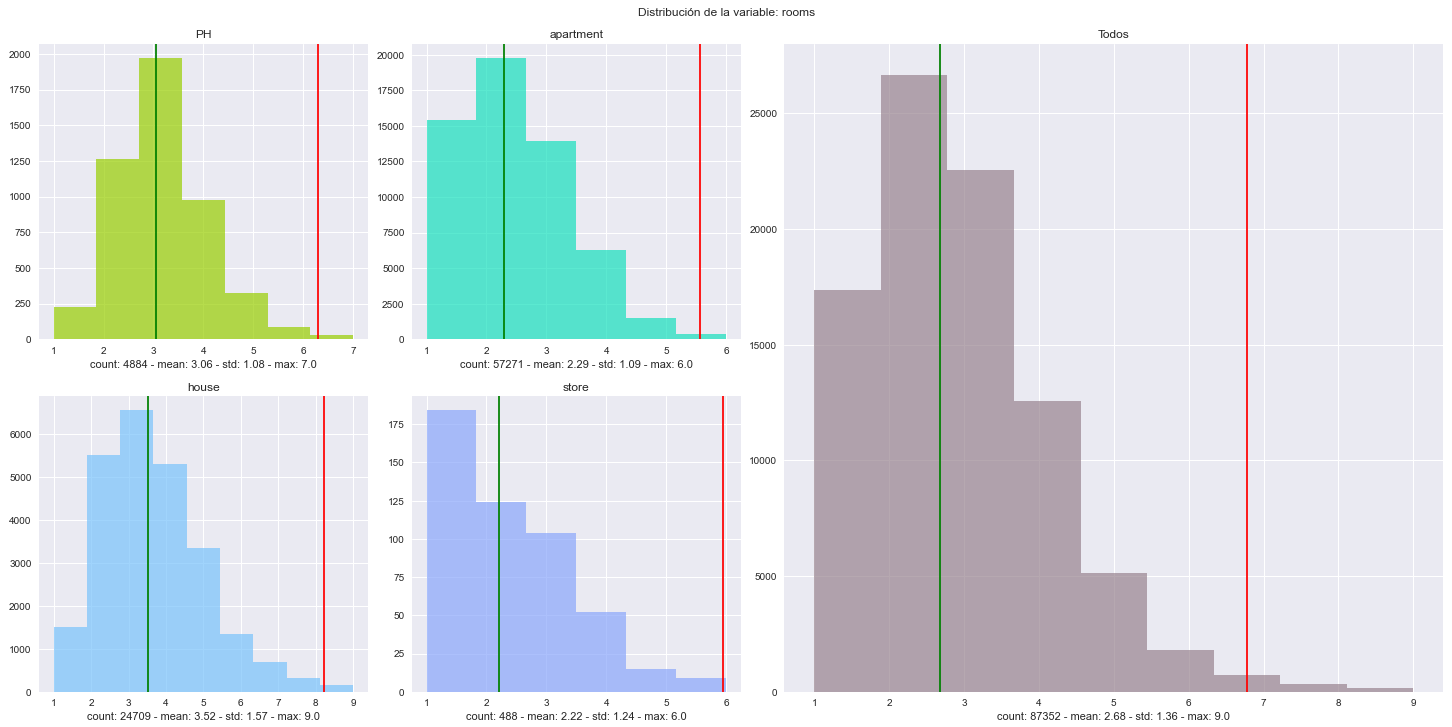 Distribución de la variable: rooms
PH
2000
1750
1500
1250
1000
750
500
250
0
1 2 3 4 5 6 7
count: 4884 - mean: 3.06 - std: 1.08 - max: 7.0
apartment
20000
17500
15000
12500
10000
7500
5000
2500
0
1 2 3 4 5 6
count: 57271 - mean: 2.29 - std: 1.09 - max: 6.0
house
6000
5000
4000
3000
2000
1000
0
1 2 3 4 5 6 7 8 9
count: 24709 - mean: 3.52 - std: 1.57 - max: 9.0
store
175
150
125
100
75
50
25
0
1 2 3 4 5 6
count: 488 - mean: 2.22 - std: 1.24 - max: 6.0
Todos
25000
20000
15000
10000
5000
0
1 2 3 4 5 6 7 8 9
count: 87352 - mean: 2.68 - std: 1.36 - max: 9.0